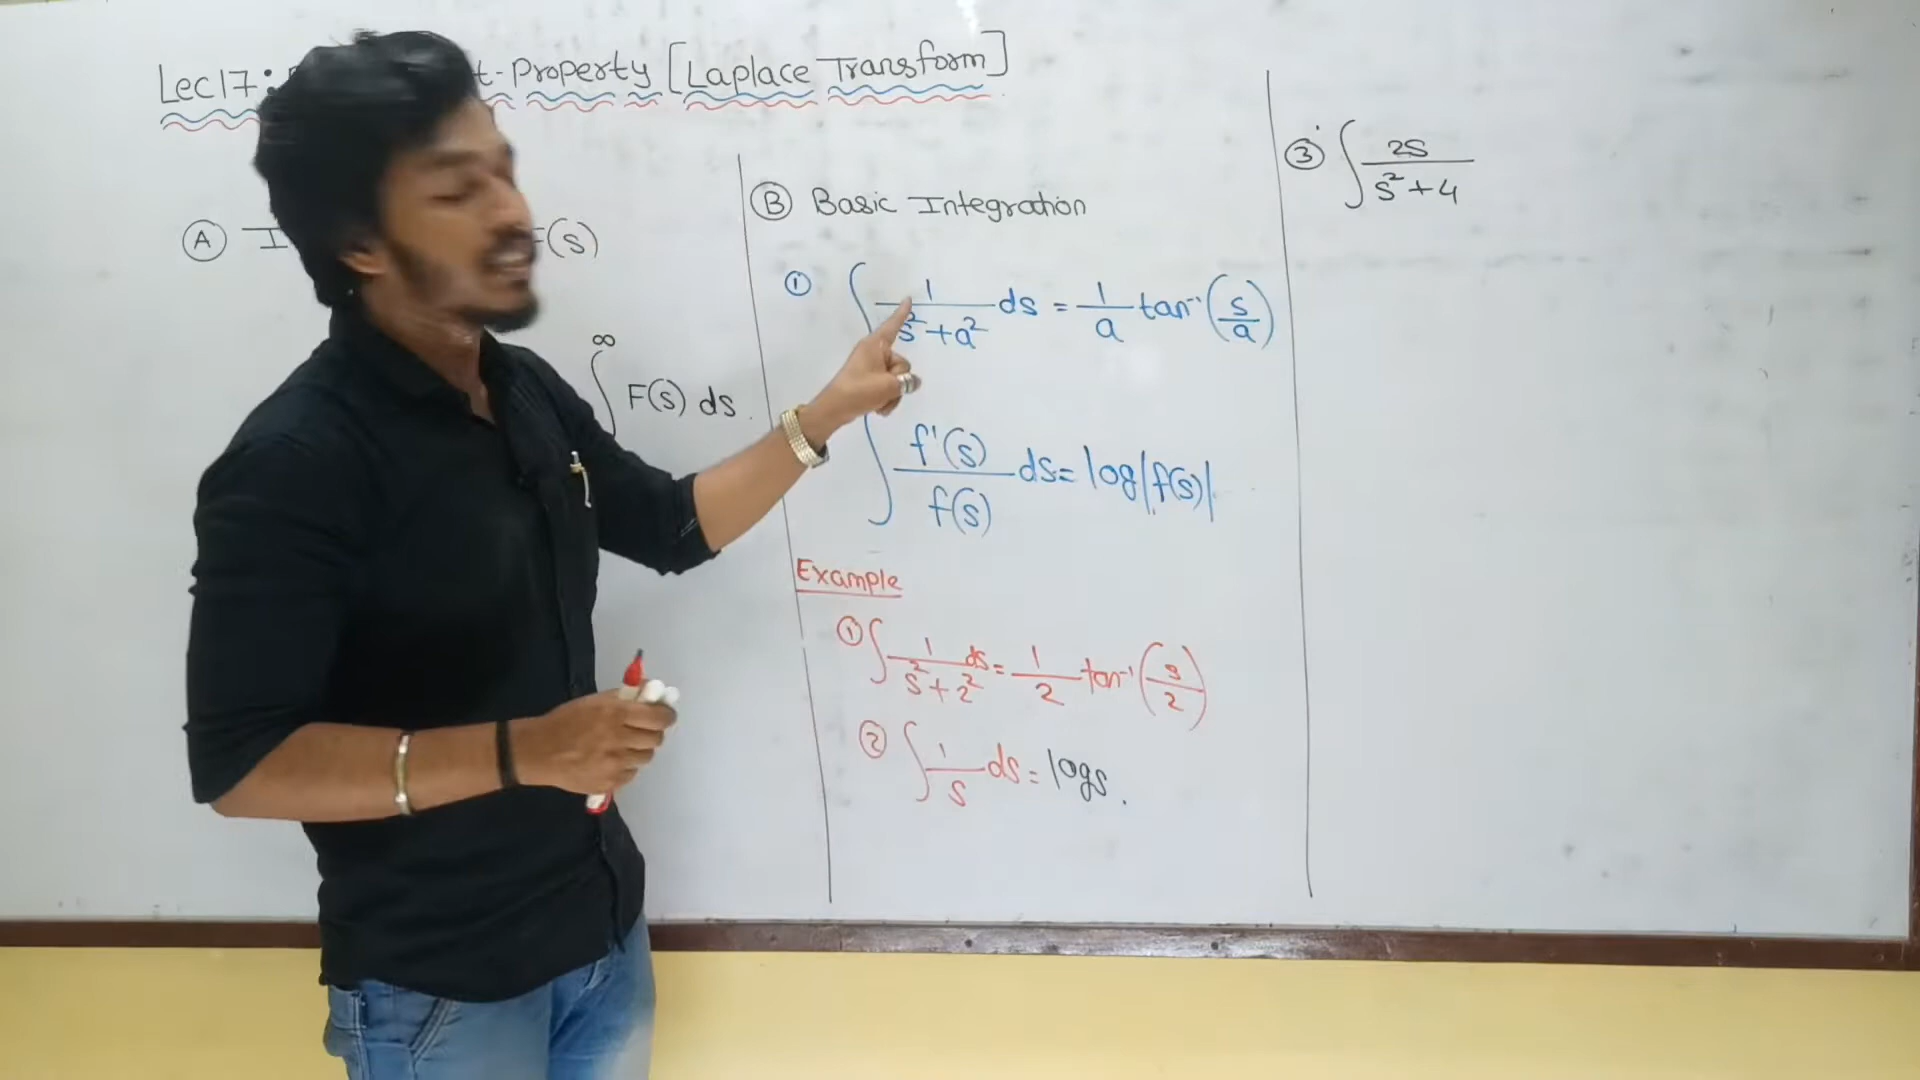 Lec17: t-Property [Laplace Transform]
Ⓐ I F(s)
∞
∫ F(s) ds.
Ⓑ Basic Integration
① ∫ 1/(s²+a²) ds = 1/a tan⁻¹(s/a)
∫ f'(s)/f(s) ds= log|f(s)|.
Example
① ∫ 1/(s²+2²) ds = 1/2 tan⁻¹(s/2)
② ∫ 1/s ds = logs.
③ ∫ 2s/(s²+4)